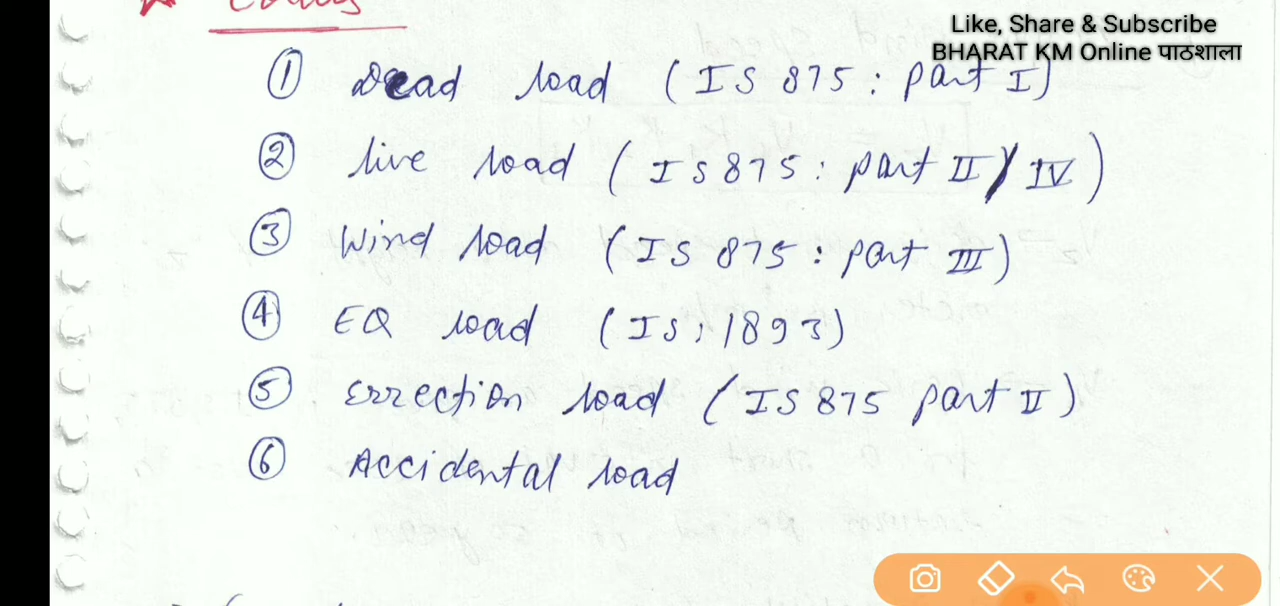 Like, Share & Subscribe
BHARAT KM Online पाठशाला
① Dead load (IS 875 : part I)
② live load (IS 875 : part II / IV)
③ Wind load (IS 875 : part III)
④ EQ load (IS, 1893)
⑤ Errection load (IS 875 part II)
⑥ Accidental load